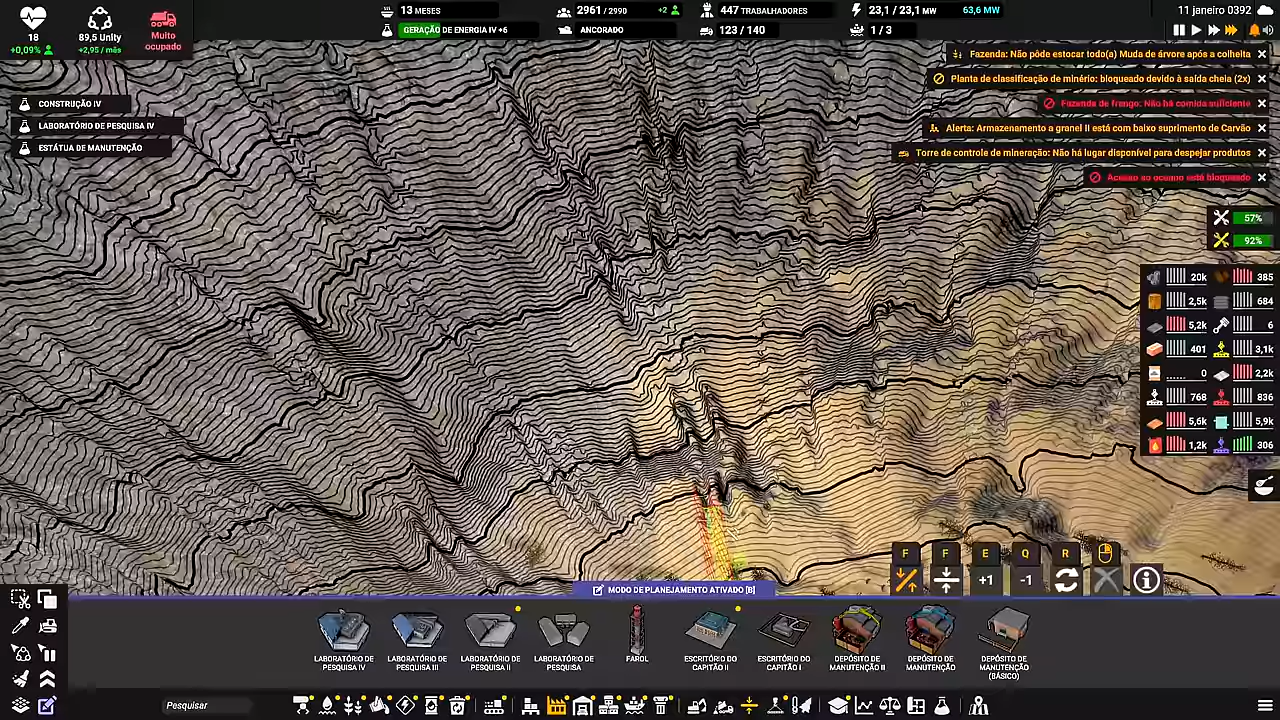 18
+0,09%
89,5 Unity
+2,95 / mês
Muito
ocupado
13 MESES
GERAÇÃO DE ENERGIA IV +6
2961 / 2990
+2
ANCORADO
447 TRABALHADORES
123 / 140
23,1 / 23,1 MW
63,6 MW
1 / 3
11 janeiro 0392
CONSTRUÇÃO IV
LABORATÓRIO DE PESQUISA IV
ESTÁTUA DE MANUTENÇÃO
Fazenda: Não pôde estocar todo(a) Muda de árvore após a colheita
Planta de classificação de minério: bloqueado devido à saída cheia (2x)
Fazenda de frango: Não há comida suficiente
Alerta: Armazenamento a granel II está com baixo suprimento de Carvão
Torre de controle de mineração: Não há lugar disponível para despejar produtos
Acesso ao oceano está bloqueado
57%
92%
20k 385
2,5k 684
5,2k 6
401 3,1k
0 2,2k
768 836
5,6k 5,9k
1,2k 306
F F E Q R
+1 -1
MODO DE PLANEJAMENTO ATIVADO [B]
LABORATÓRIO DE PESQUISA IV
LABORATÓRIO DE PESQUISA III
LABORATÓRIO DE PESQUISA II
LABORATÓRIO DE PESQUISA
FAROL
ESCRITÓRIO DO CAPITÃO II
ESCRITÓRIO DO CAPITÃO I
DEPÓSITO DE MANUTENÇÃO II
DEPÓSITO DE MANUTENÇÃO
DEPÓSITO DE MANUTENÇÃO (BÁSICO)
Pesquisar